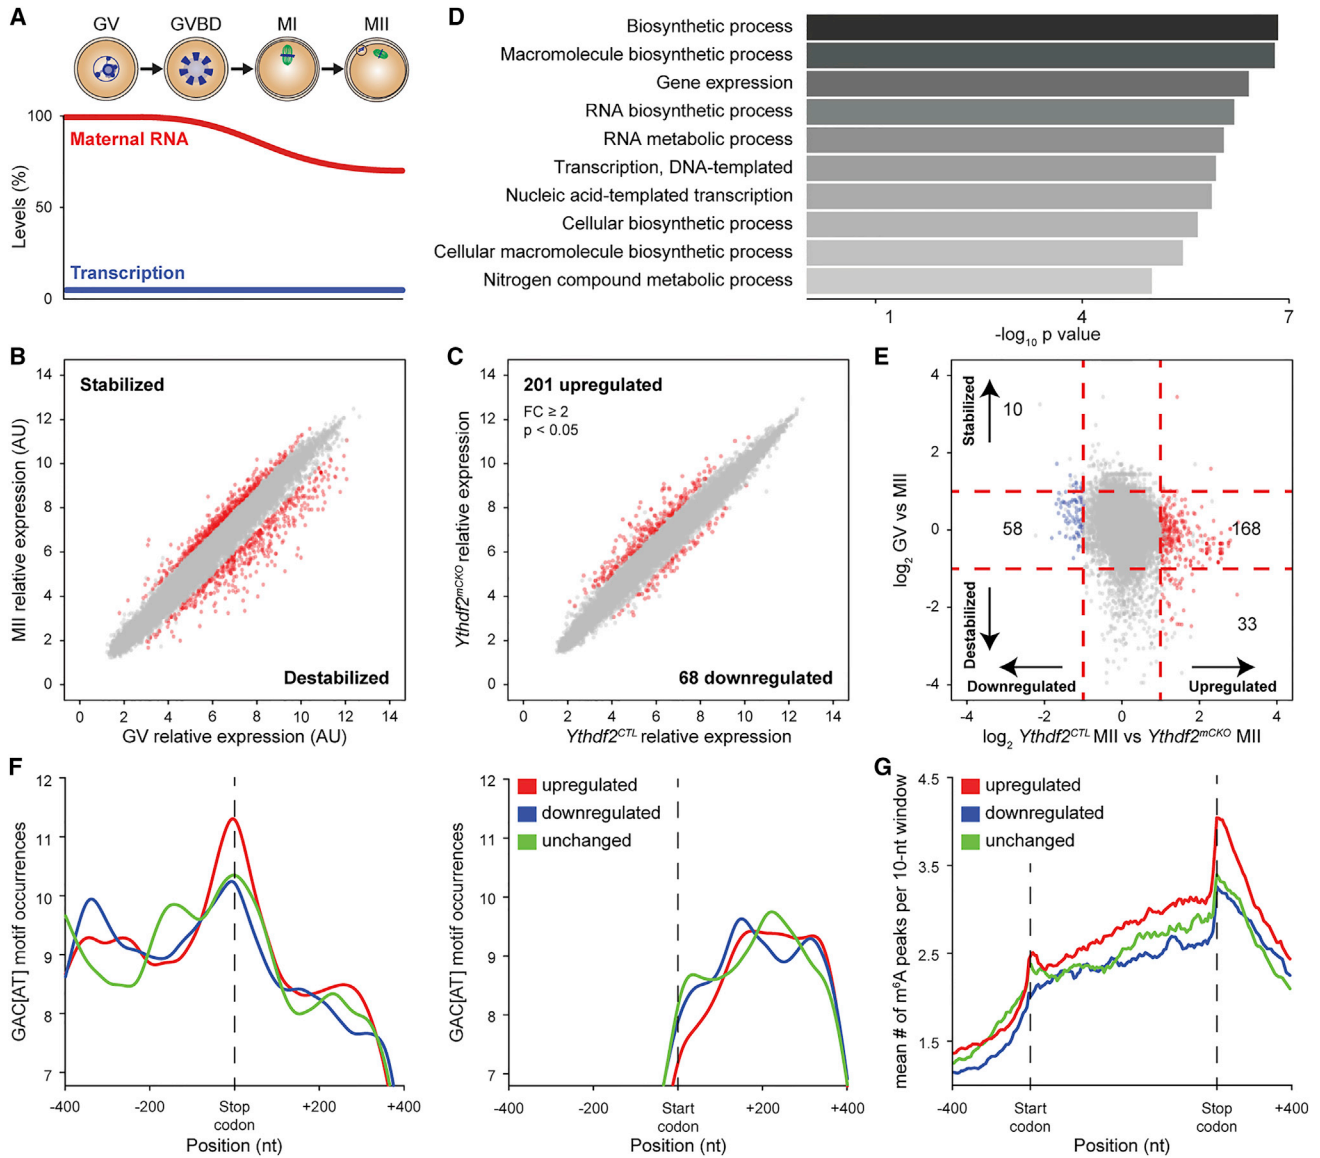 A
GV GVBD MI MII
100
50
0
Levels (%)
Maternal RNA
Transcription
D
Biosynthetic process
Macromolecule biosynthetic process
Gene expression
RNA biosynthetic process
RNA metabolic process
Transcription, DNA-templated
Nucleic acid-templated transcription
Cellular biosynthetic process
Cellular macromolecule biosynthetic process
Nitrogen compound metabolic process
1 4 7
-log10 p value
B
Stabilized
Destabilized
14
12
10
8
6
4
2
0
MII relative expression (AU)
0 2 4 6 8 10 12 14
GV relative expression (AU)
C
201 upregulated
FC ≥ 2
p < 0.05
68 downregulated
14
12
10
8
6
4
2
0
Ythdf2mCKO relative expression
0 2 4 6 8 10 12 14
Ythdf2CTL relative expression
E
4
2
0
-2
-4
log2 GV vs MII
Stabilized
10
58
168
33
Destabilized
Downregulated
Upregulated
-4 -2 0 2 4
log2 Ythdf2CTL MII vs Ythdf2mCKO MII
F
12
11
10
9
8
7
GAC[AT] motif occurrences
-400 -200 Stop codon +200 +400
Position (nt)
12
11
10
9
8
7
GAC[AT] motif occurrences
upregulated
downregulated
unchanged
-400 -200 Start codon +200 +400
Position (nt)
G
4.5
3.5
2.5
1.5
mean # of m6A peaks per 10-nt window
upregulated
downregulated
unchanged
-400 Start codon Stop codon +400
Position (nt)